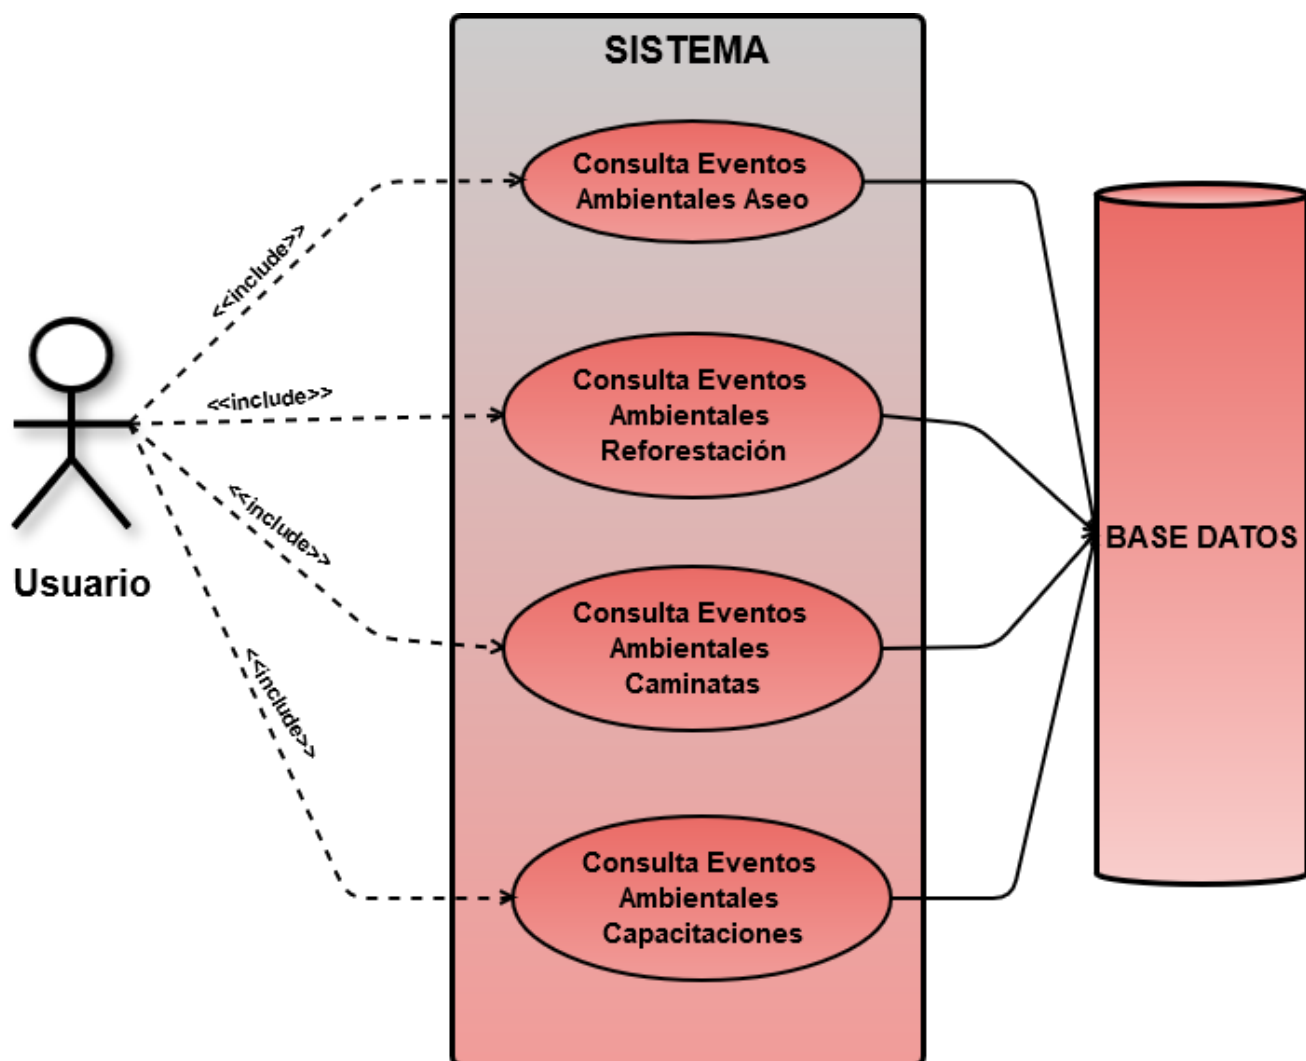 SISTEMA
Consulta Eventos
Ambientales Aseo
<<include>>
Consulta Eventos
Ambientales
Reforestación
<<include>>
<<include>>
Usuario
BASE DATOS
Consulta Eventos
Ambientales
Caminatas
<<include>>
Consulta Eventos
Ambientales
Capacitaciones